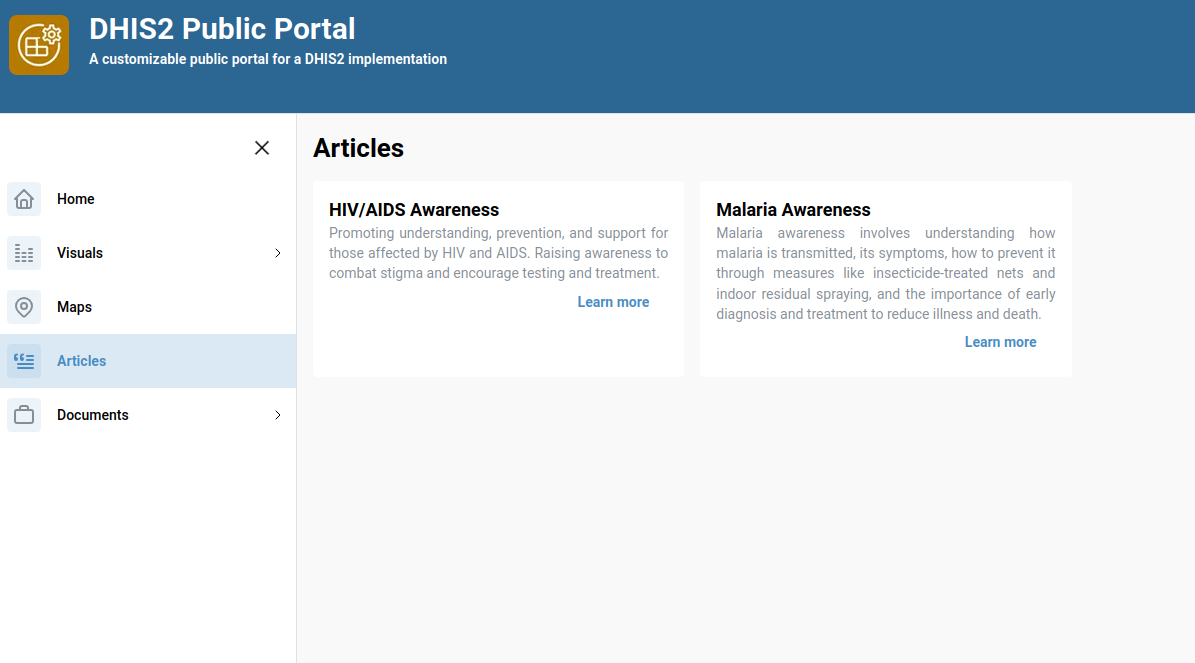 DHIS2 Public Portal
A customizable public portal for a DHIS2 implementation
Home
Visuals
Maps
Articles
Documents
Articles
HIV/AIDS Awareness
Promoting understanding, prevention, and support for
those affected by HIV and AIDS. Raising awareness to
combat stigma and encourage testing and treatment.
Learn more
Malaria Awareness
Malaria awareness involves understanding how
malaria is transmitted, its symptoms, how to prevent it
through measures like insecticide-treated nets and
indoor residual spraying, and the importance of early
diagnosis and treatment to reduce illness and death.
Learn more